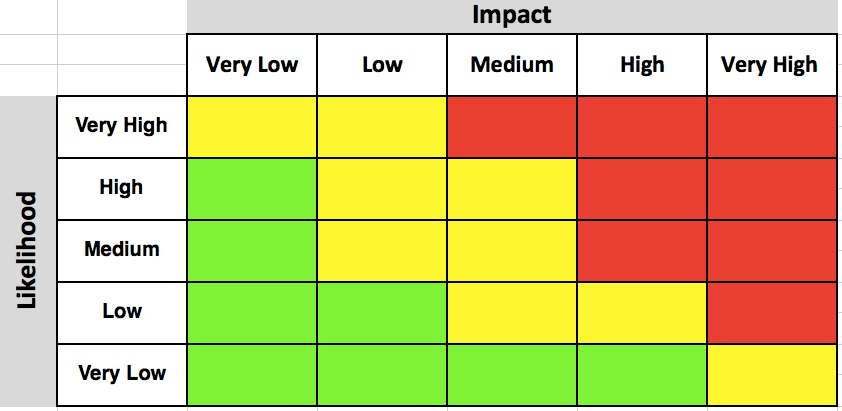 Impact
Very Low Low Medium High Very High
Likelihood
Very High
High
Medium
Low
Very Low